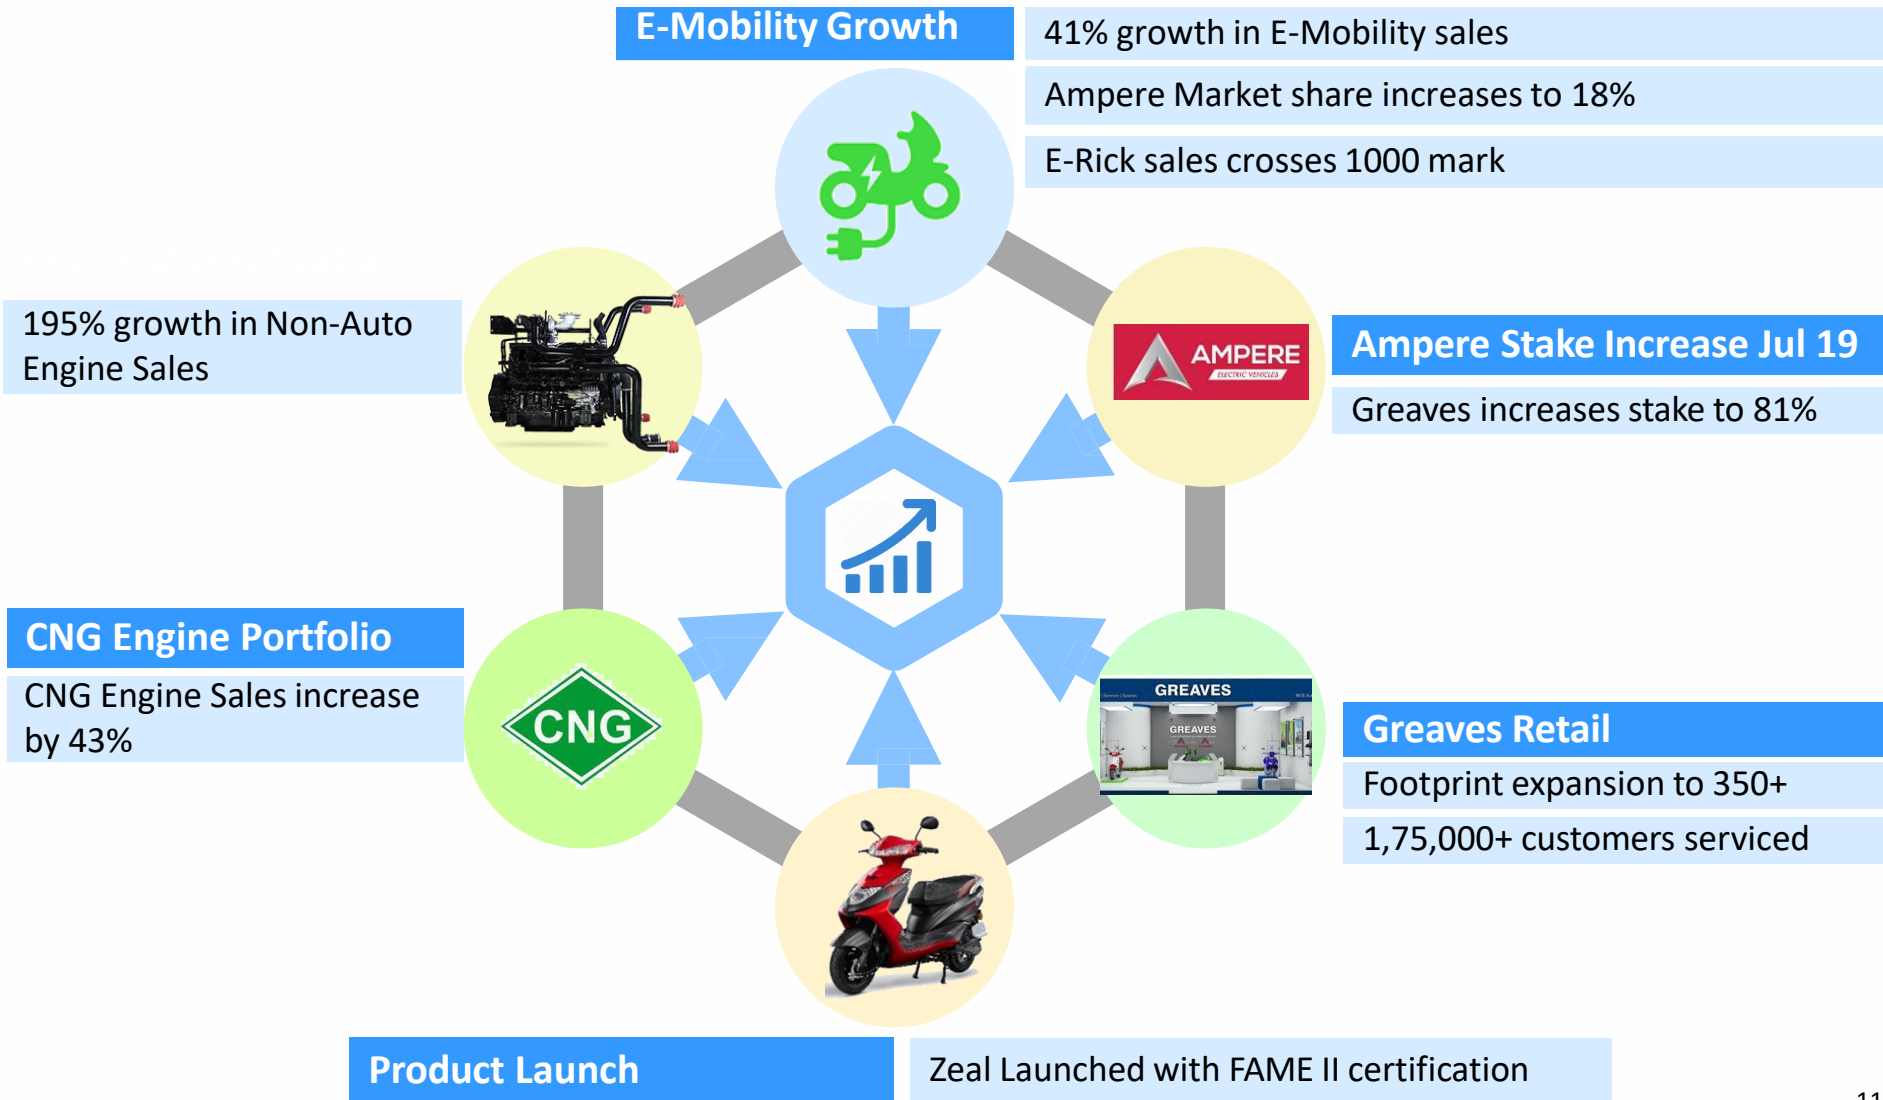 E-Mobility Growth
41% growth in E-Mobility sales
Ampere Market share increases to 18%
E-Rick sales crosses 1000 mark
195% growth in Non-Auto
Engine Sales
AMPERE
ELECTRIC VEHICLES
Ampere Stake Increase Jul 19
Greaves increases stake to 81%
CNG Engine Portfolio
CNG Engine Sales increase
by 43%
CNG
GREAVES
GREAVES
Greaves Retail
Footprint expansion to 350+
1,75,000+ customers serviced
Product Launch
Zeal Launched with FAME II certification
11